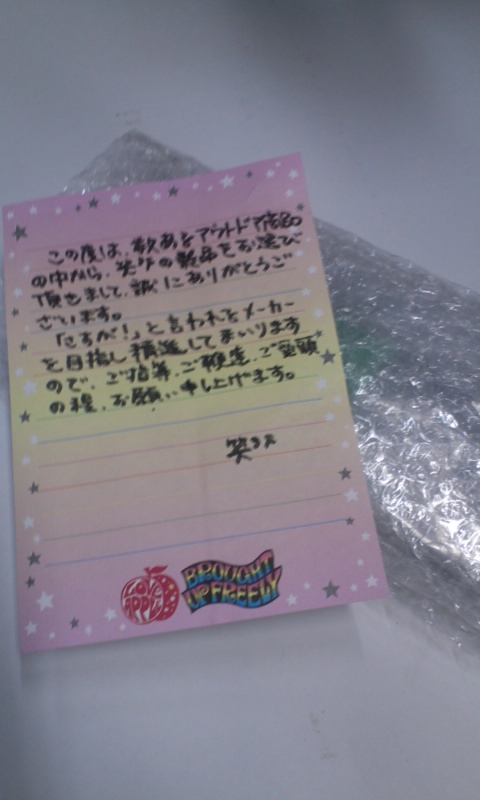 この度は、数あるアウトドア商品
の中から、笑's の製品をお選び
頂きまして、誠にありがとうご
ざいます。
「さすが!」と言われるメーカー
を目指し精進してまいります
ので、ご指導、ご鞭撻、ご
の程、お願い申し上げます。
笑's
LOVE APPLE
BROUGHT
UP FREELY